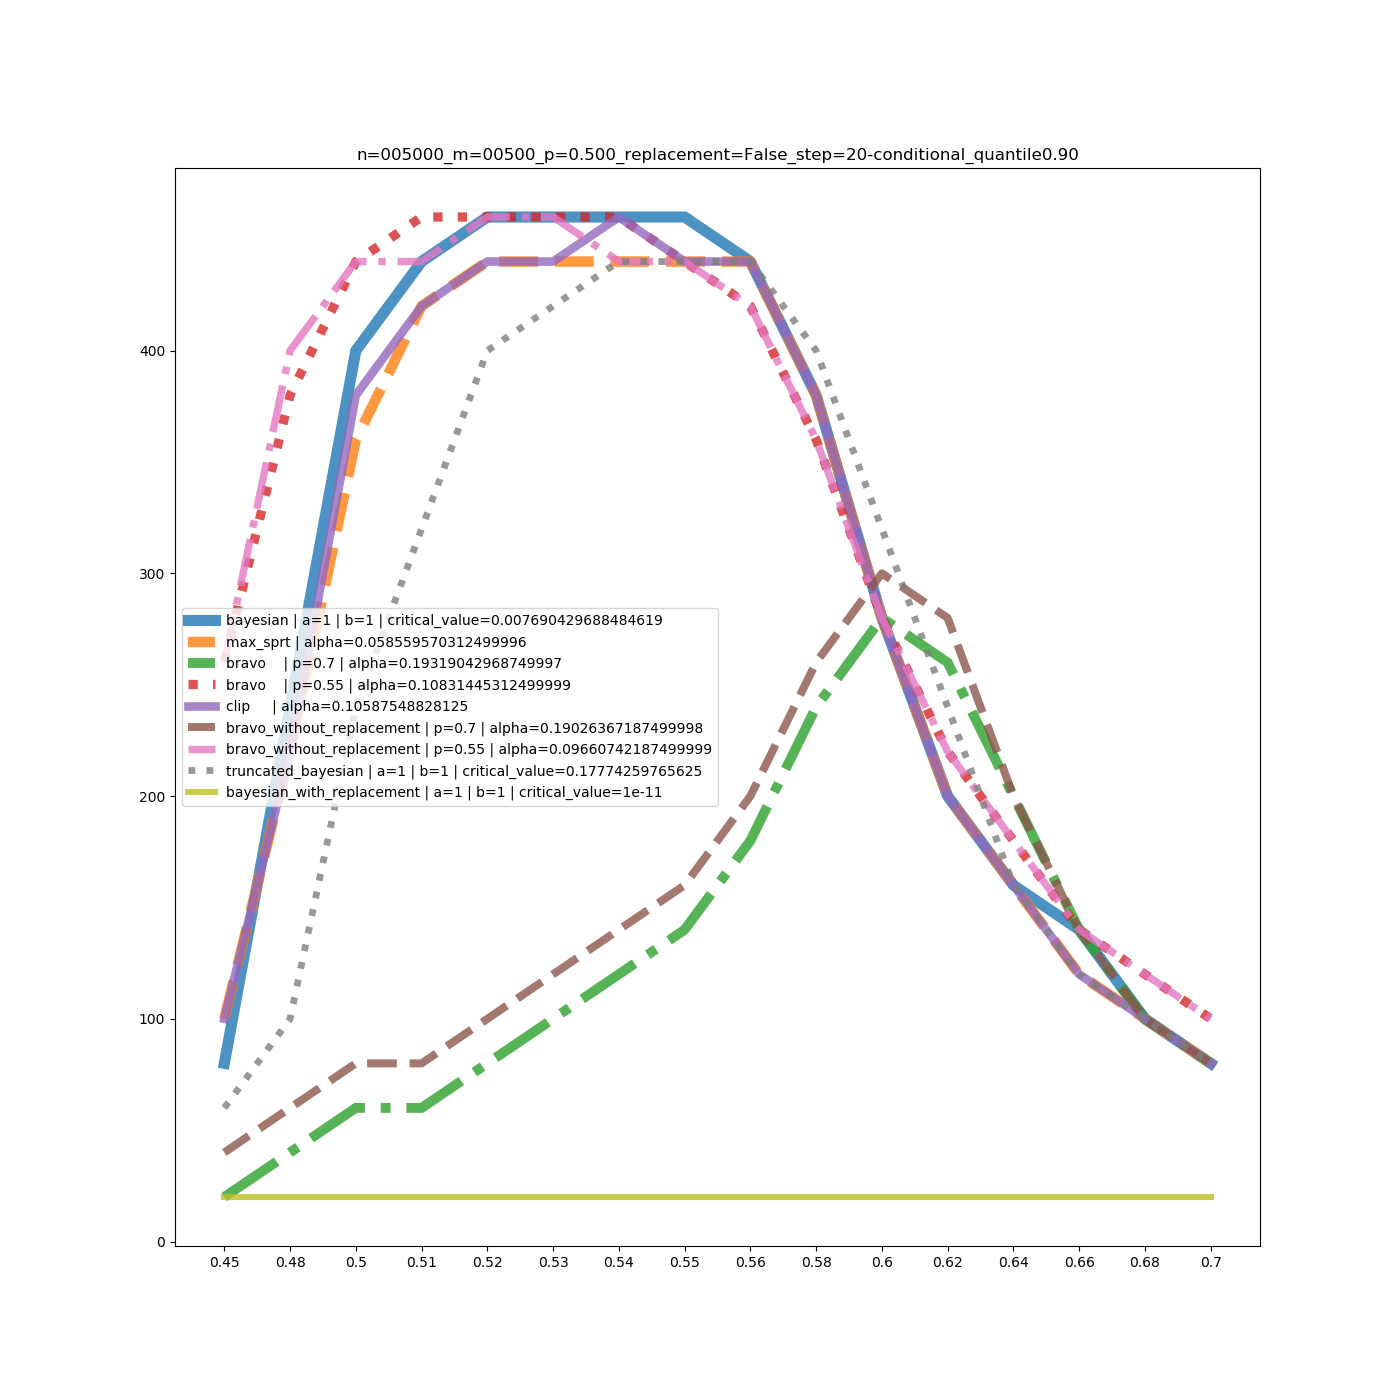 n=005000_m=00500_p=0.500_replacement=False_step=20-conditional_quantile0.90
400
300
bayesian | a=1 | b=1 | critical_value=0.007690429688484619
max_sprt | alpha=0.058559570312499996
bravo | p=0.7 | alpha=0.19319042968749997
bravo | p=0.55 | alpha=0.10831445312499999
clip | alpha=0.10587548828125
bravo_without_replacement | p=0.7 | alpha=0.19026367187499998
bravo_without_replacement | p=0.55 | alpha=0.09660742187499999
truncated_bayesian | a=1 | b=1 | critical_value=0.17774259765625
bayesian_with_replacement | a=1 | b=1 | critical_value=1e-11
200
100
0
0.45 0.48 0.5 0.51 0.52 0.53 0.54 0.55 0.56 0.58 0.6 0.62 0.64 0.66 0.68 0.7